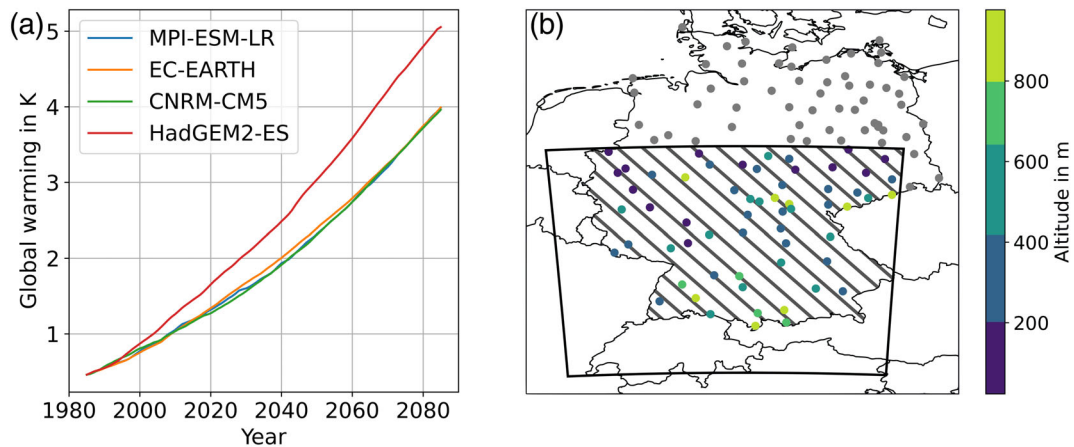 (a)
MPI-ESM-LR
EC-EARTH
CNRM-CM5
HadGEM2-ES
Global warming in K
5
4
3
2
1
1980 2000 2020 2040 2060 2080
Year
(b)
800
600
400
200
Altitude in m